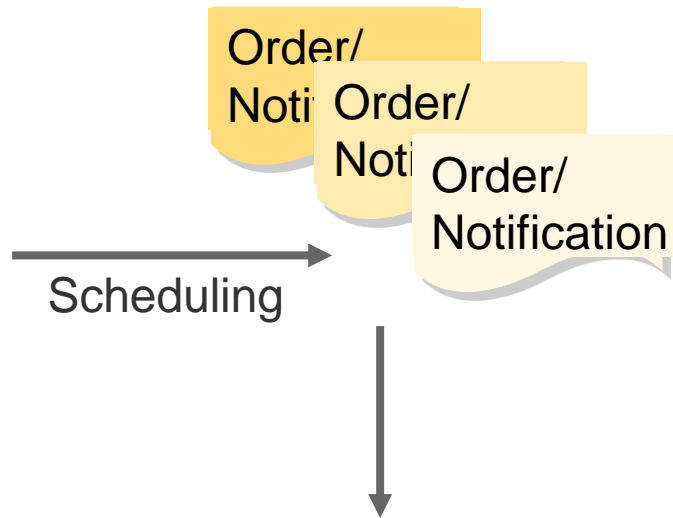 Order/
Noti
Order/
Noti
Order/
Notification
Scheduling